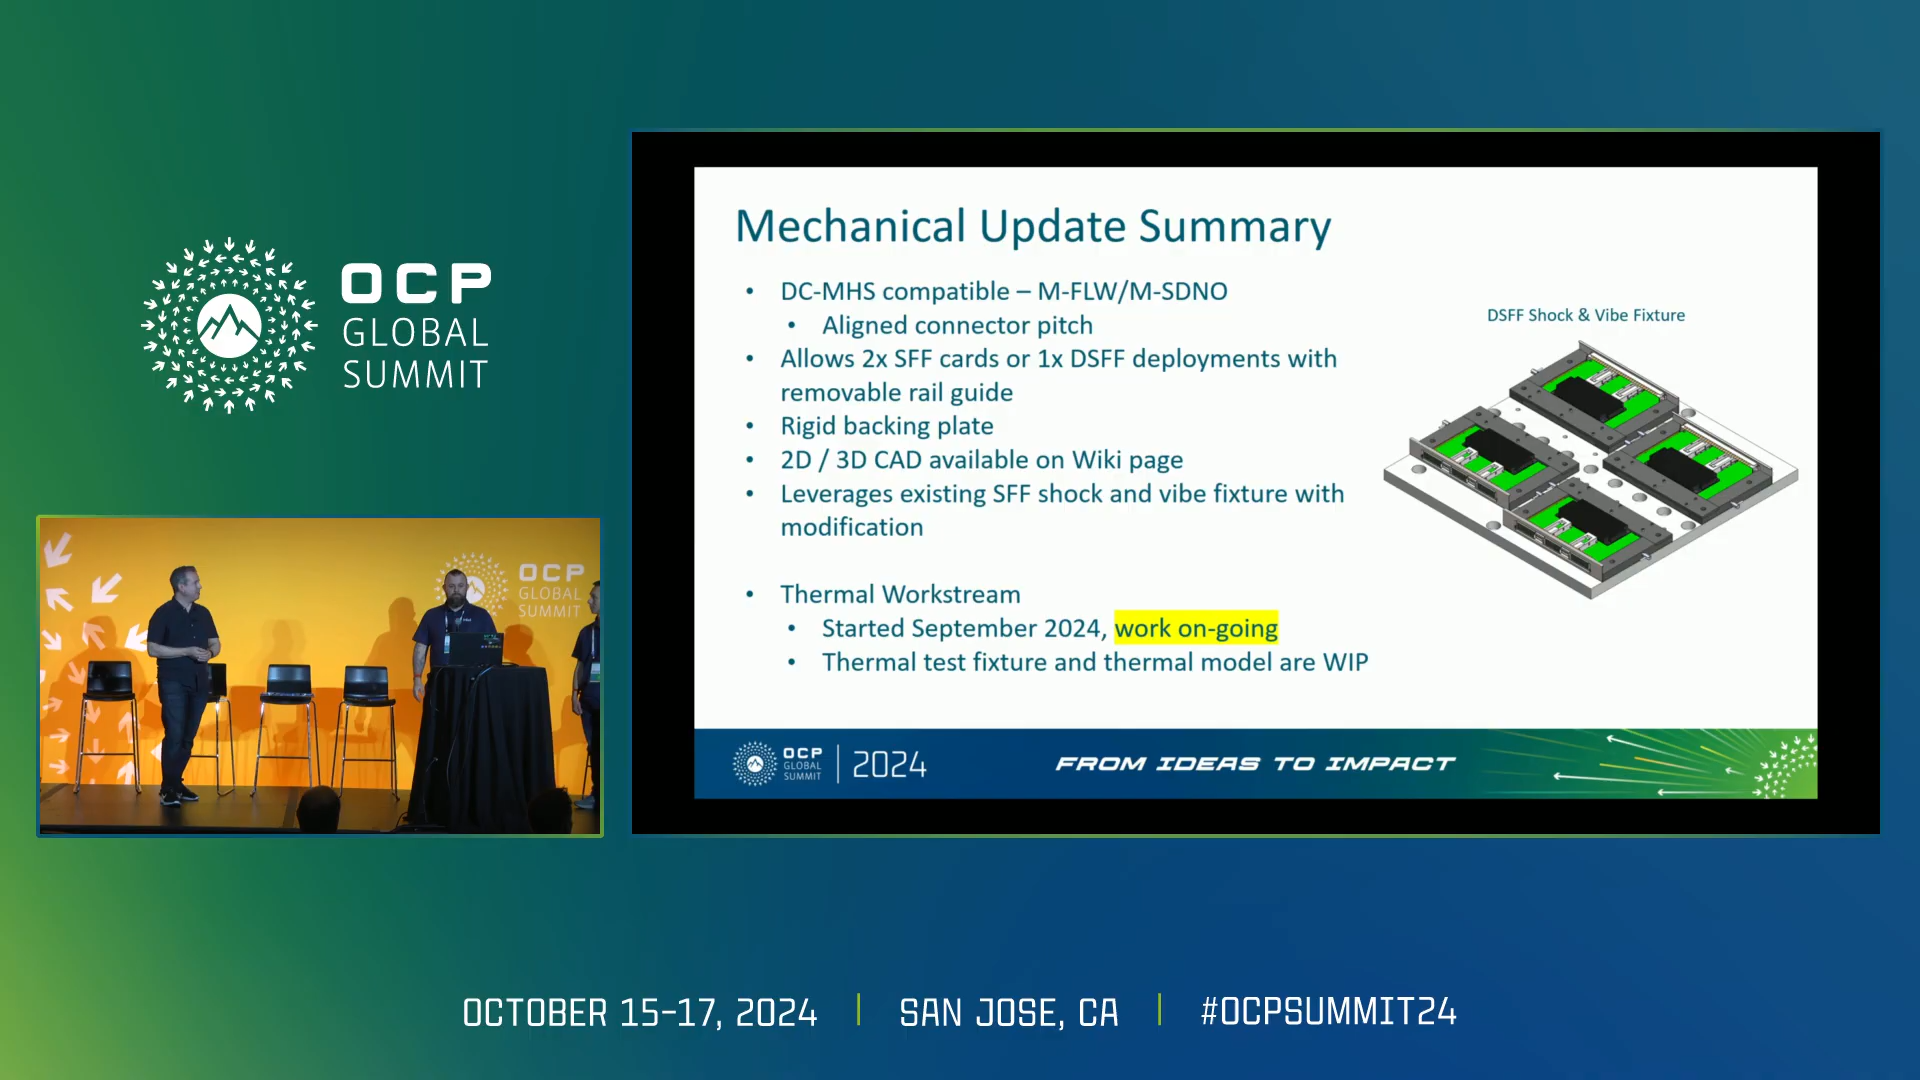 OCP
GLOBAL
SUMMIT
OCP
GLOBAL
SUMMIT
Mechanical Update Summary
• DC-MHS compatible – M-FLW/M-SDNO
• Aligned connector pitch
• Allows 2x SFF cards or 1x DSFF deployments with
removable rail guide
• Rigid backing plate
• 2D / 3D CAD available on Wiki page
• Leverages existing SFF shock and vibe fixture with
modification
• Thermal Workstream
• Started September 2024, work on-going
• Thermal test fixture and thermal model are WIP
DSFF Shock & Vibe Fixture
OCP
GLOBAL
SUMMIT
2024
FROM IDEAS TO IMPACT
OCTOBER 15-17, 2024 | SAN JOSE, CA | #OCPSUMMIT24